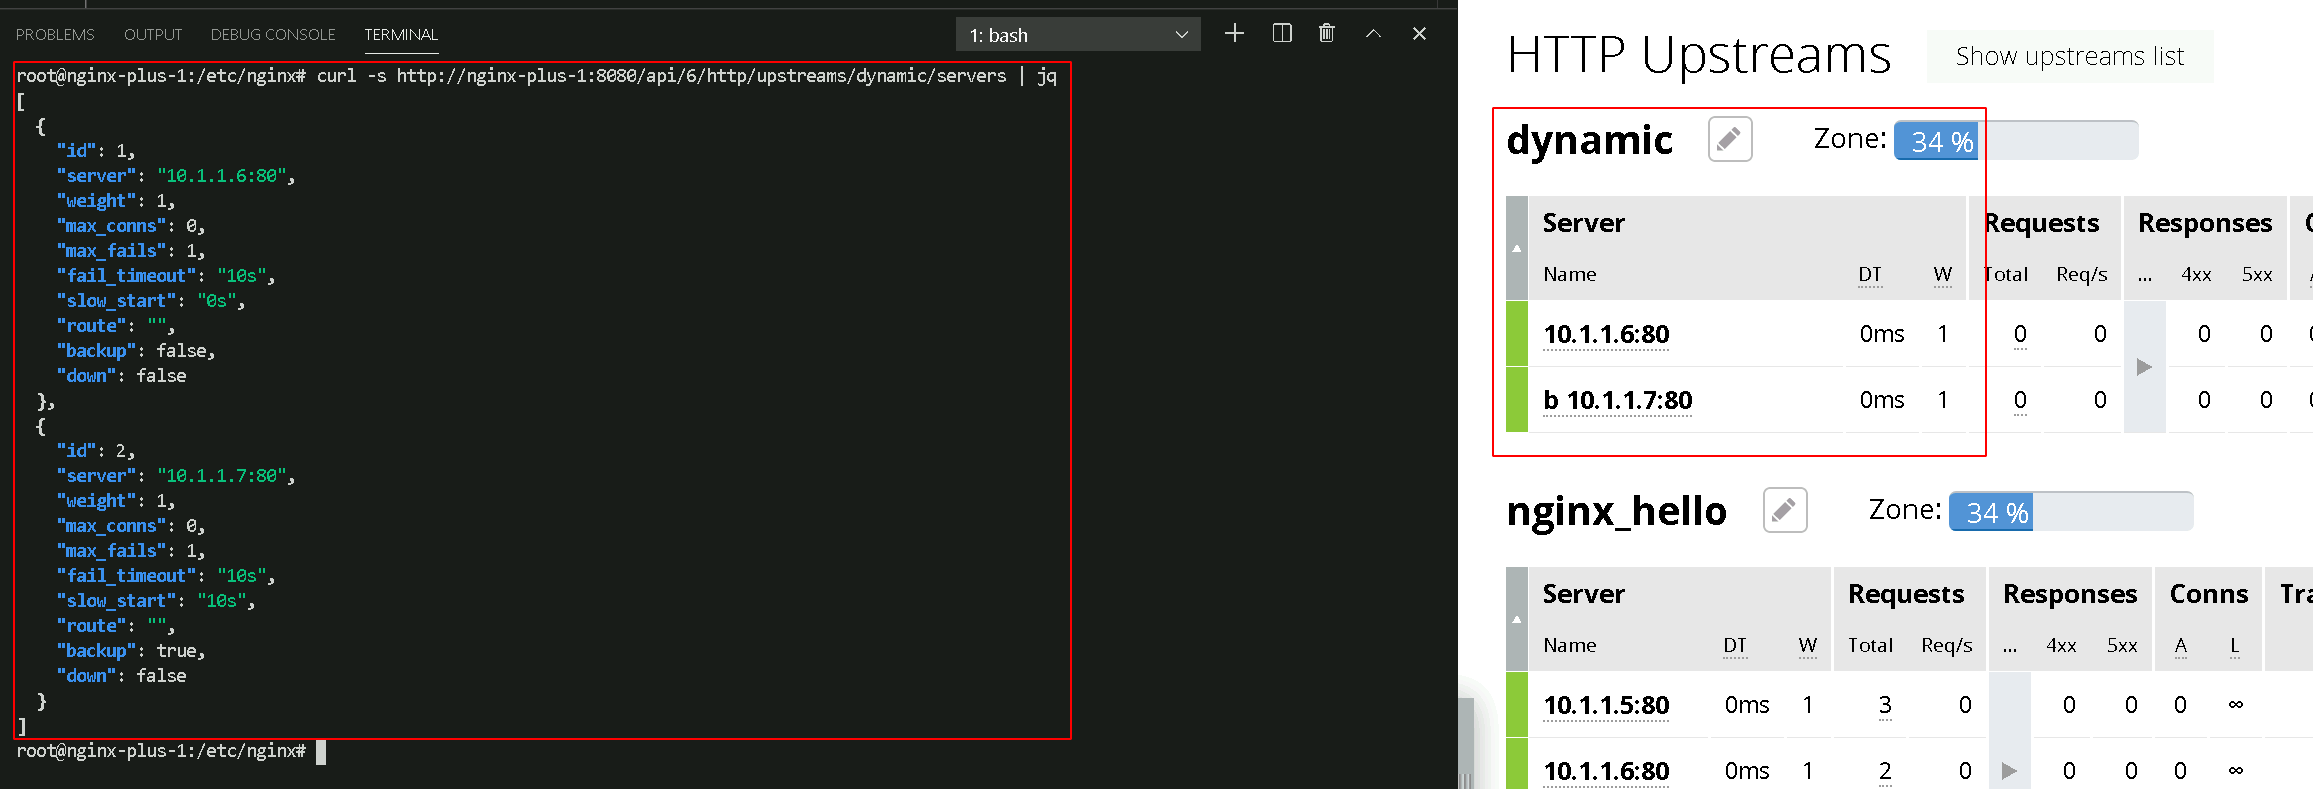 PROBLEMS OUTPUT DEBUG CONSOLE TERMINAL 1: bash
root@nginx-plus-1:/etc/nginx# curl -s http://nginx-plus-1:8080/api/6/http/upstreams/dynamic/servers | jq
[
  {
    "id": 1,
    "server": "10.1.1.6:80",
    "weight": 1,
    "max_conns": 0,
    "max_fails": 1,
    "fail_timeout": "10s",
    "slow_start": "0s",
    "route": "",
    "backup": false,
    "down": false
  },
  {
    "id": 2,
    "server": "10.1.1.7:80",
    "weight": 1,
    "max_conns": 0,
    "max_fails": 1,
    "fail_timeout": "10s",
    "slow_start": "10s",
    "route": "",
    "backup": true,
    "down": false
  }
]
root@nginx-plus-1:/etc/nginx#
HTTP Upstreams Show upstreams list
dynamic Zone: 34 %
Server Requests Responses
Name DT W Total Req/s ... 4xx 5xx
10.1.1.6:80 0ms 1 0 0 0 0
b 10.1.1.7:80 0ms 1 0 0 0 0
nginx_hello Zone: 34 %
Server Requests Responses Conns Tra
Name DT W Total Req/s ... 4xx 5xx A L
10.1.1.5:80 0ms 1 3 0 0 0 0 ∞
10.1.1.6:80 0ms 1 2 0 0 0 0 ∞